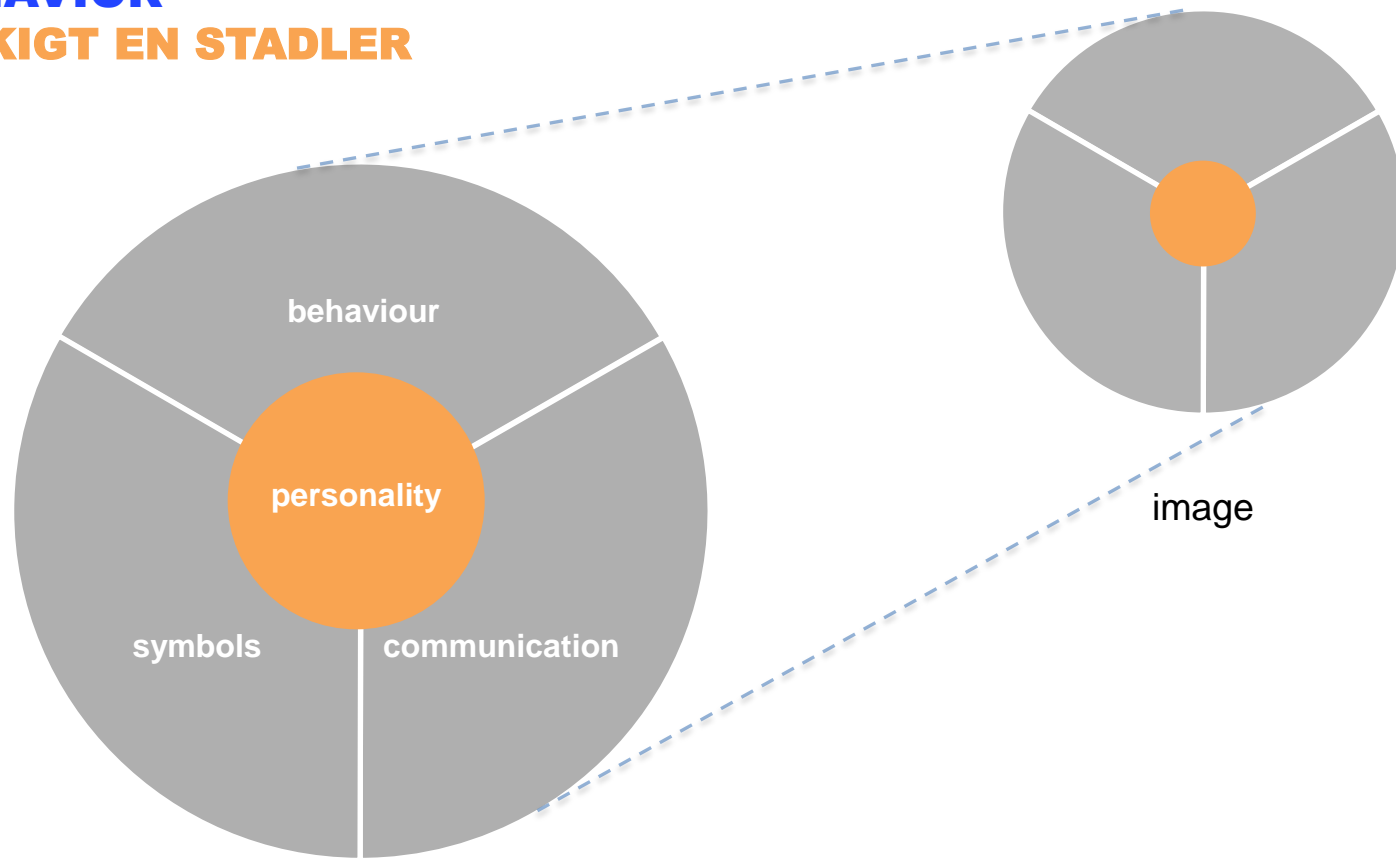 KIGT EN STADLER
behaviour
personality
symbols
communication
image